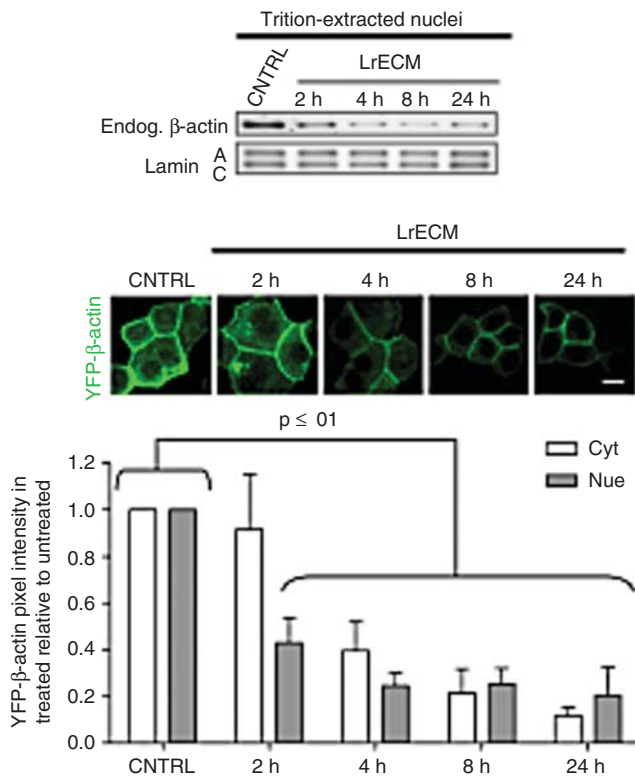 Trition-extracted nuclei
CNTRL
LrECM
2 h 4 h 8 h 24 h
Endog. β-actin
Lamin A
C
LrECM
CNTRL 2 h 4 h 8 h 24 h
YFP-β-actin
p ≤ 01
Cyt
Nue
YFP-β-actin pixel intensity in
treated relative to untreated
1.2
1.0
0.8
0.6
0.4
0.2
0.0
CNTRL 2 h 4 h 8 h 24 h